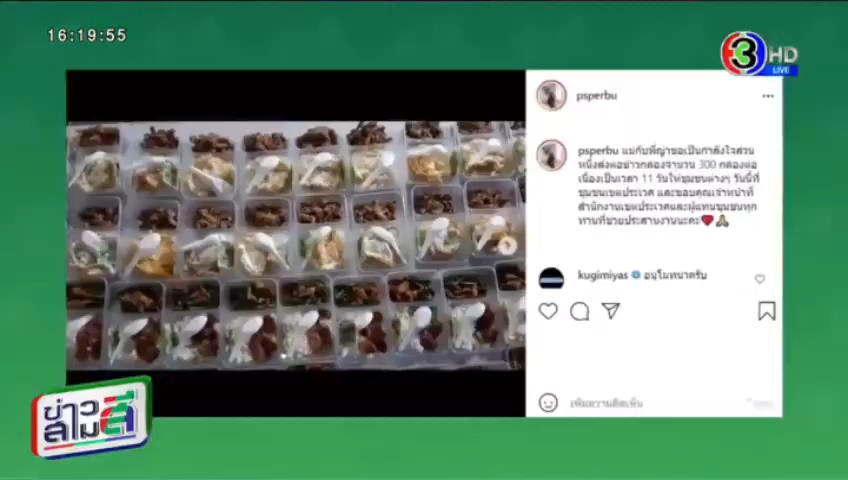 16:19:55
3 HD
LIVE
psperbu
psperbu แม่กับพี่ญ่าขอเป็นกำลังใจส่วน
หนึ่งส่งต่อข้าวกล่องจำนวน 300 กล่องต่อ
เนื่องเป็นเวลา 11 วันให้ชุมชนต่างๆ วันนี้ที่
ชุมชนเขตประเวศ และขอบคุณเจ้าหน้าที่
สำนักงานเขตประเวศและผู้แทนชุมชนทุก
ท่านที่ช่วยประสานงานนะคะ❤️🙏
kugimiyas อนุโมทนาครับ
เพิ่มความคิดเห็น
ข่าว
สามสี